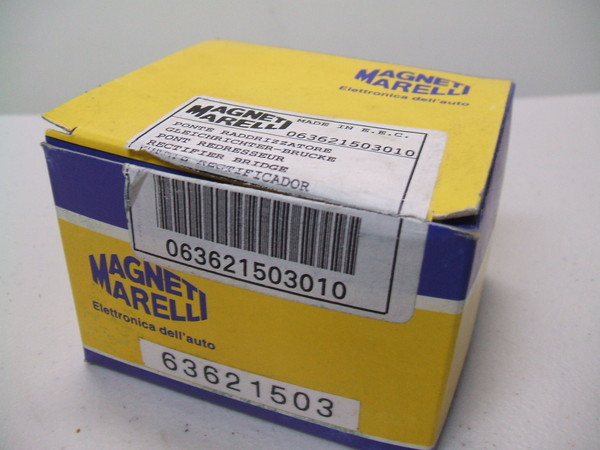 MAGNETI
MARELLI
Elettronica dell'auto
MAGNETI
MARELLI
MADE IN E.E.C.
063621503010
PONTE RADDRIZZATORE
GLEICHRICHTER-BRUCKE
PONT REDRESSEUR
RECTIFIER BRIDGE
RECTIFICADOR
063621503010
MAGNETI
MARELLI
Elettronica dell'auto
63621503